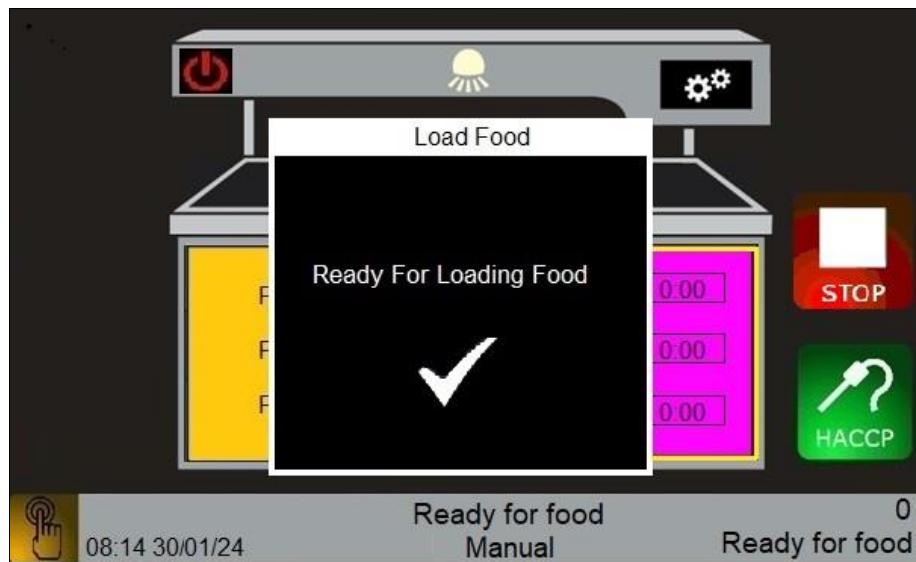 Load Food
Ready For Loading Food
0:00
0:00
0:00
STOP
HACCP
08:14 30/01/24
Ready for food
Manual
0
Ready for food